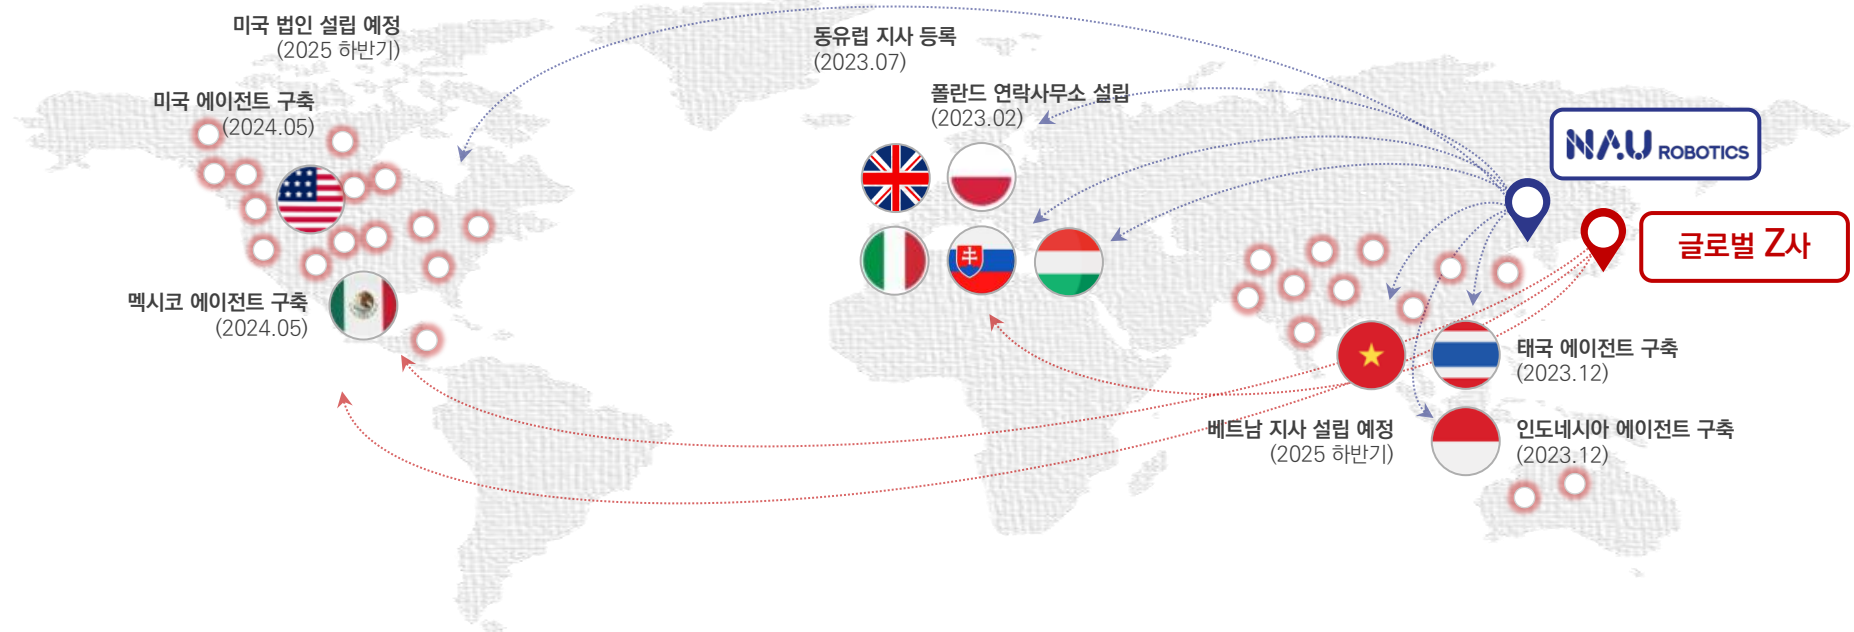 미국 법인 설립 예정
(2025 하반기)
미국 에이전트 구축
(2024.05)
멕시코 에이전트 구축
(2024.05)
동유럽 지사 등록
(2023.07)
폴란드 연락사무소 설립
(2023.02)
NAU ROBOTICS
글로벌 Z사
태국 에이전트 구축
(2023.12)
베트남 지사 설립 예정
(2025 하반기)
인도네시아 에이전트 구축
(2023.12)